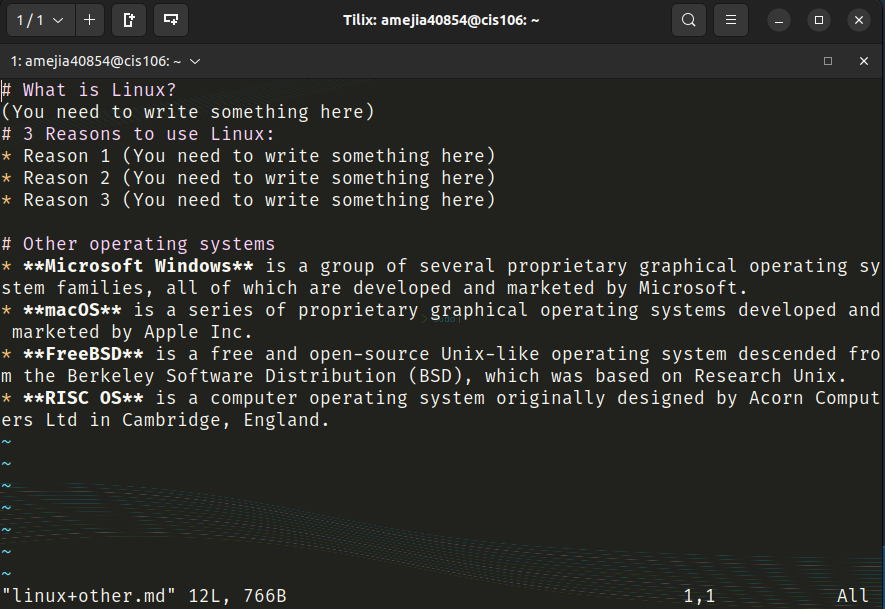 1 / 1
Tilix: amejia40854@cis106: ~
1: amejia40854@cis106: ~
# What is Linux?
(You need to write something here)
# 3 Reasons to use Linux:
* Reason 1 (You need to write something here)
* Reason 2 (You need to write something here)
* Reason 3 (You need to write something here)
# Other operating systems
* **Microsoft Windows** is a group of several proprietary graphical operating sy
stem families, all of which are developed and marketed by Microsoft.
* **macOS** is a series of proprietary graphical operating systems developed and
 marketed by Apple Inc.
* **FreeBSD** is a free and open-source Unix-like operating system descended fro
m the Berkeley Software Distribution (BSD), which was based on Research Unix.
* **RISC OS** is a computer operating system originally designed by Acorn Comput
ers Ltd in Cambridge, England.
~
~
~
~
~
~
~
"linux+other.md" 12L, 766B 1,1 All